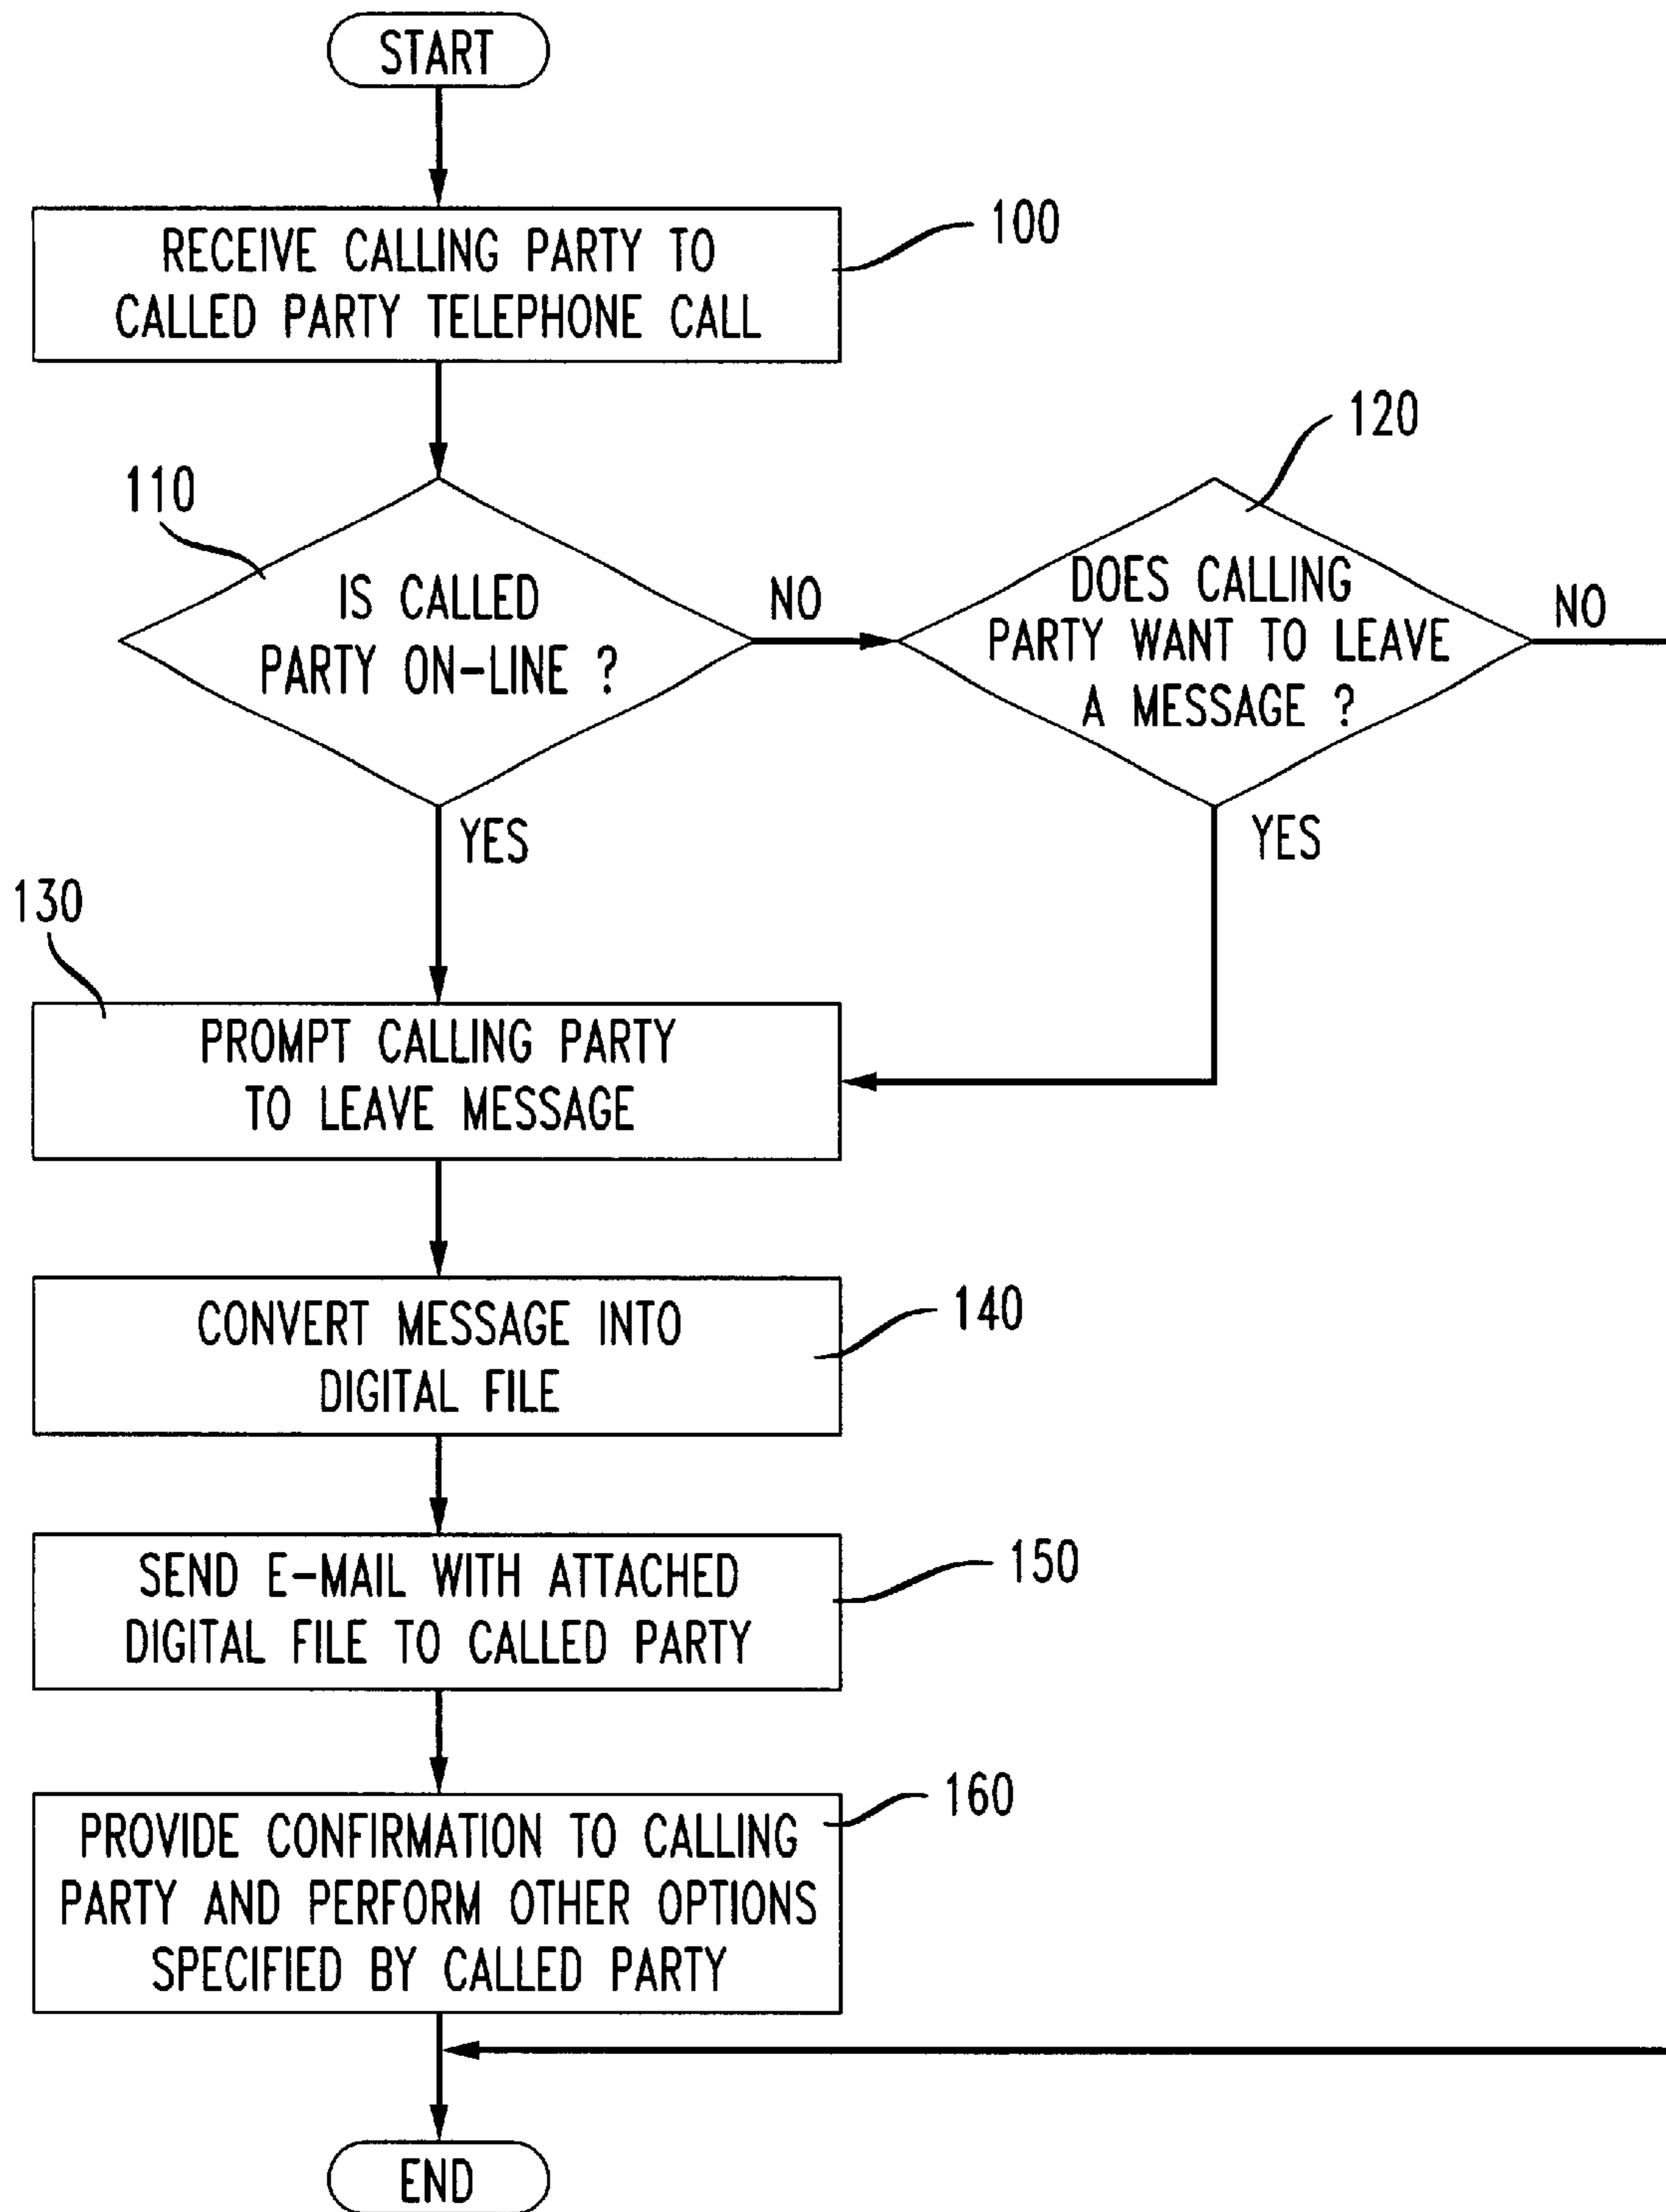 START
RECEIVE CALLING PARTY TO
CALLED PARTY TELEPHONE CALL
100
110
IS CALLED
PARTY ON-LINE ?
NO
YES
120
DOES CALLING
PARTY WANT TO LEAVE
A MESSAGE ?
NO
YES
130
PROMPT CALLING PARTY
TO LEAVE MESSAGE
CONVERT MESSAGE INTO
DIGITAL FILE
140
SEND E-MAIL WITH ATTACHED
DIGITAL FILE TO CALLED PARTY
150
PROVIDE CONFIRMATION TO CALLING
PARTY AND PERFORM OTHER OPTIONS
SPECIFIED BY CALLED PARTY
160
END